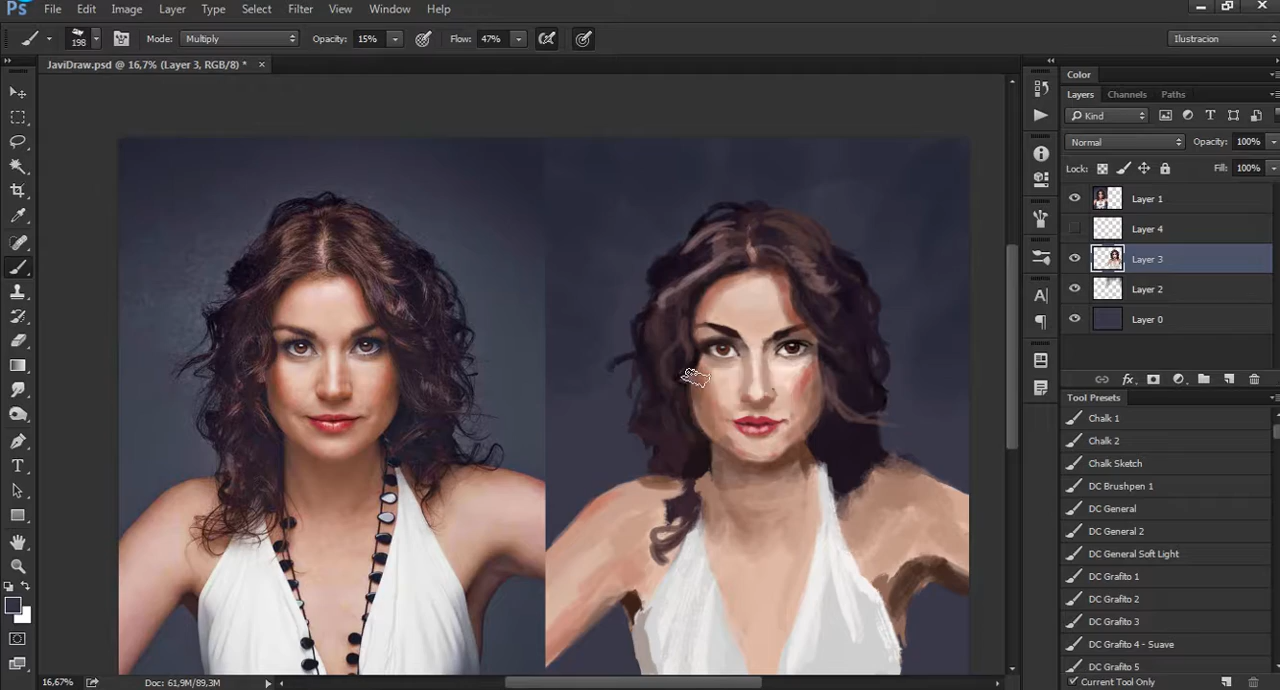 Ps File Edit Image Layer Type Select Filter 3D View Window Help
198 Mode: Multiply Opacity: 15% Flow: 47% Ilustracion
JaviDraw.psd @ 16,7% (Layer 3, RGB/8) * ×
Color
Layers Channels Paths
Kind
Normal Opacity: 100%
Lock: Fill: 100%
Layer 1
Layer 4
Layer 3
Layer 2
Layer 0
fx
Tool Presets
Chalk 1
Chalk 2
Chalk Sketch
DC Brushpen 1
DC General
DC General 2
DC General Soft Light
DC Grafito 1
DC Grafito 2
DC Grafito 3
DC Grafito 4 - Suave
DC Grafito 5
Current Tool Only
16,67% Doc: 61,9M/89,3M